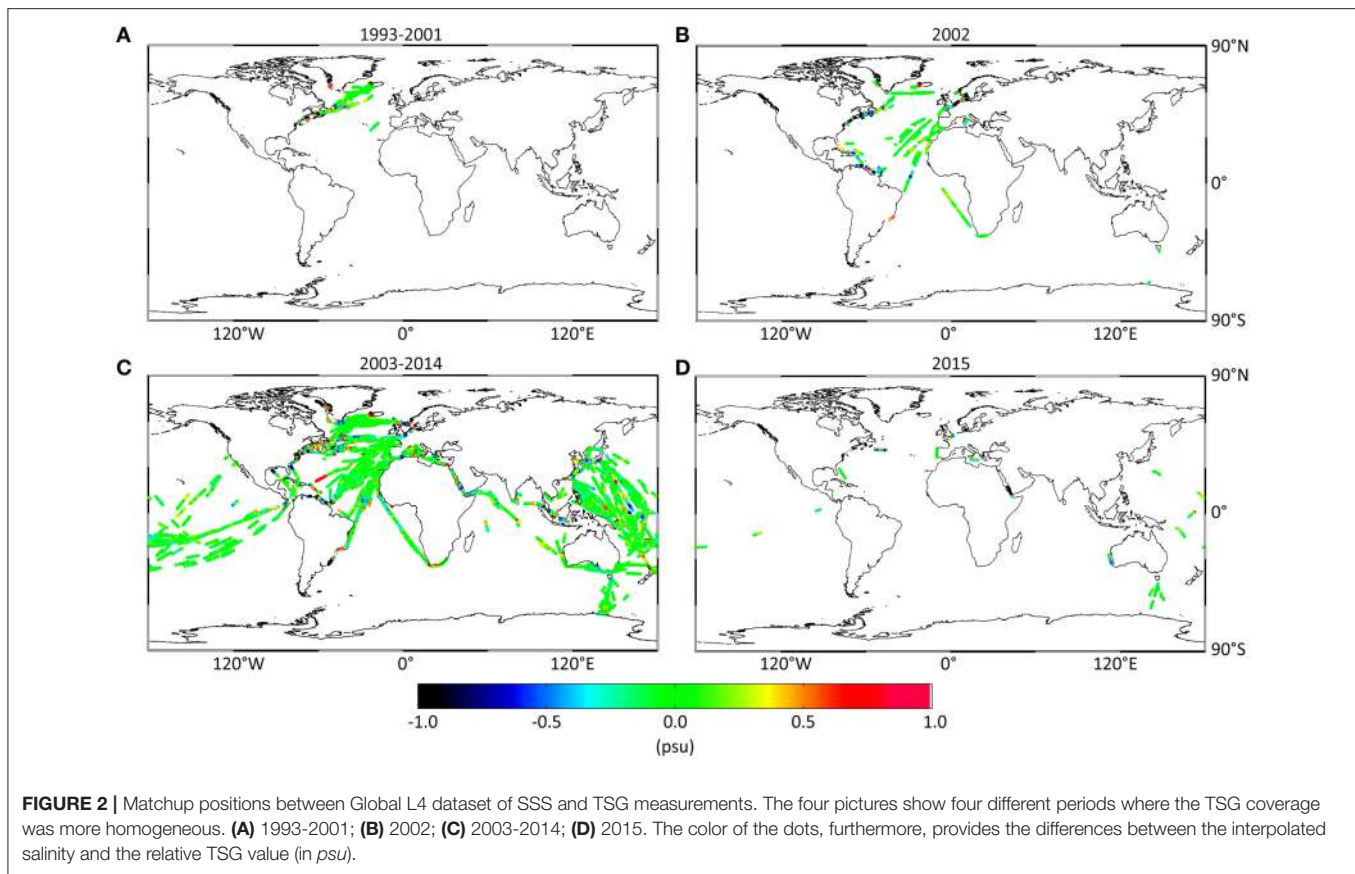 A
1993-2001
B
2002
90°N
0°
120°W
0°
120°E
120°W
0°
120°E
90°S
C
2003-2014
D
2015
90°N
0°
120°W
0°
120°E
120°W
0°
120°E
90°S
-1.0
-0.5
0.0
0.5
1.0
(psu)
FIGURE 2 | Matchup positions between Global L4 dataset of SSS and TSG measurements. The four pictures show four different periods where the TSG coverage
was more homogeneous. (A) 1993-2001; (B) 2002; (C) 2003-2014; (D) 2015. The color of the dots, furthermore, provides the differences between the interpolated
salinity and the relative TSG value (in psu).